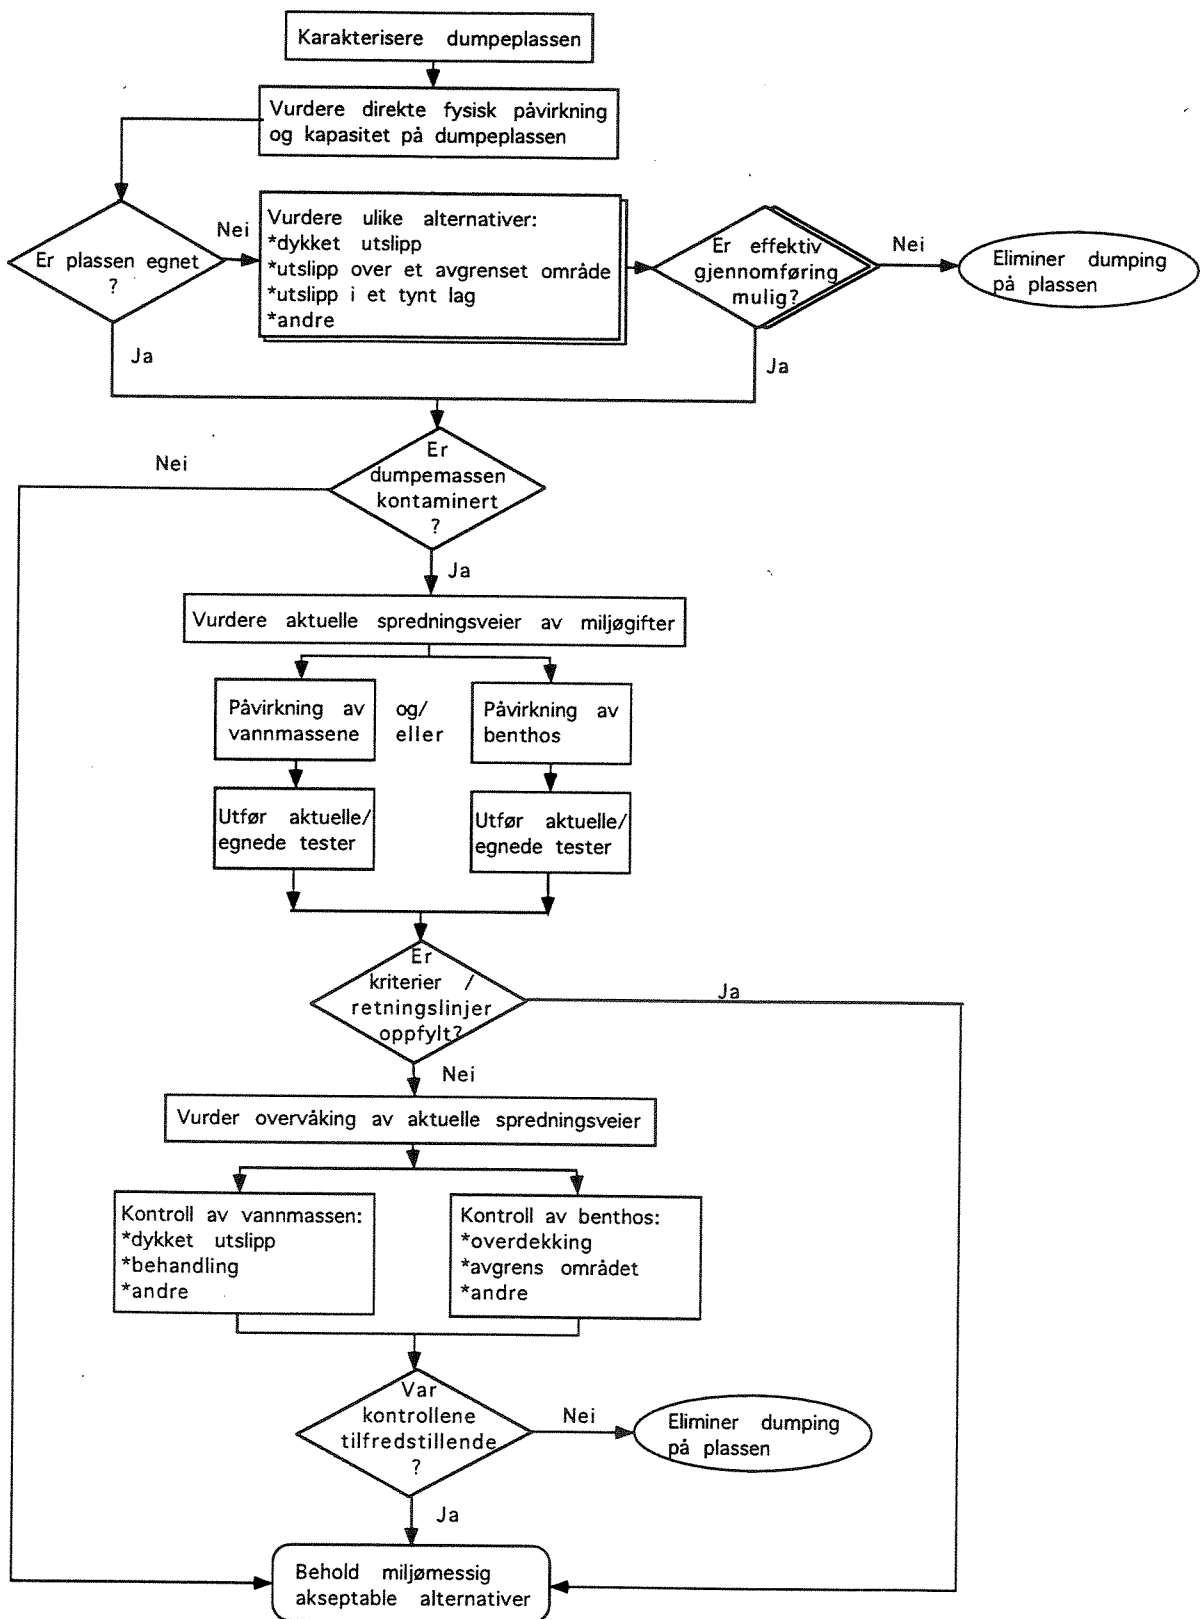 Karakterisere dumpeplassen
Vurdere direkte fysisk påvirkning
og kapasitet på dumpeplassen
Er plassen egnet
?
Nei
Vurdere ulike alternativer:
*dykket utslipp
*utslipp over et avgrenset område
*utslipp i et tynt lag
*andre
Er effektiv
gjennomføring
mulig?
Nei
Eliminer dumping
på plassen
Ja
Ja
Er
dumpemassen
kontaminert
?
Nei
Ja
Vurdere aktuelle spredningsveier av miljøgifter
Påvirkning av
vannmassene
og/
eller
Påvirkning av
benthos
Utfør aktuelle/
egnede tester
Utfør aktuelle/
egnede tester
Er
kriterier /
retningslinjer
oppfylt?
Ja
Nei
Vurder overvåking av aktuelle spredningsveier
Kontroll av vannmassen:
*dykket utslipp
*behandling
*andre
Kontroll av benthos:
*overdekking
*avgrens området
*andre
Var
kontrollene
tilfredstillende
?
Nei
Eliminer dumping
på plassen
Ja
Behold miljømessig
akseptable alternativer